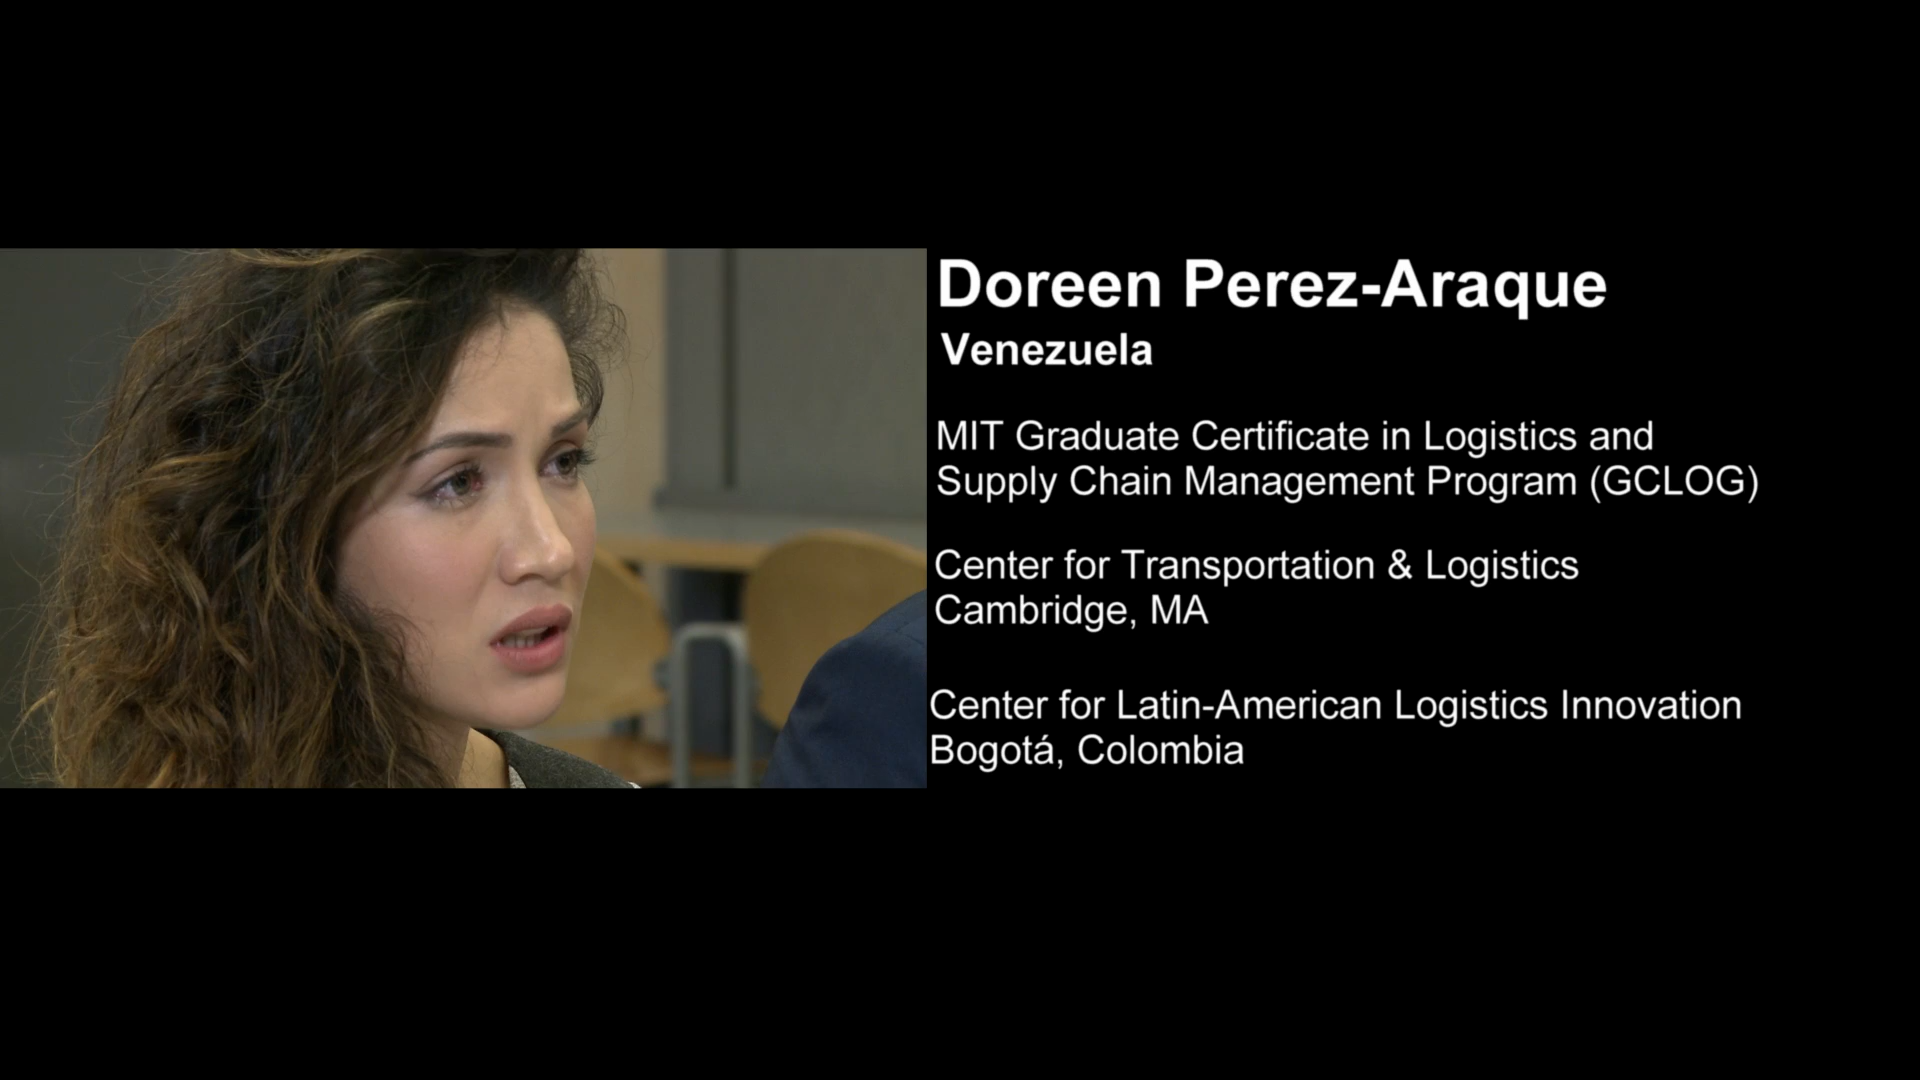 Doreen Perez-Araque
Venezuela
MIT Graduate Certificate in Logistics and
Supply Chain Management Program (GCLOG)
Center for Transportation & Logistics
Cambridge, MA
Center for Latin-American Logistics Innovation
Bogotá, Colombia